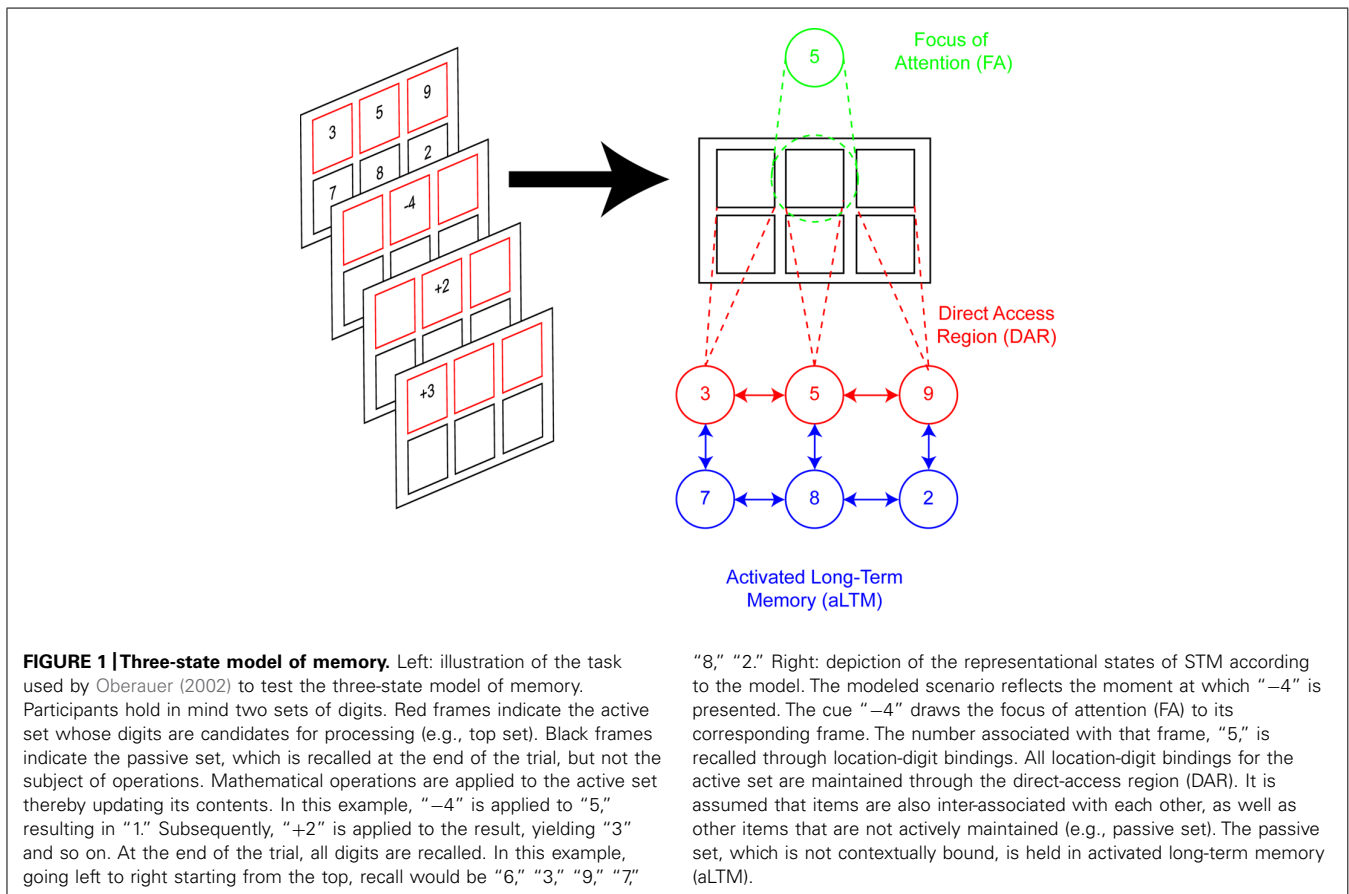 3 5 9
7 8 2
-4
+2
+3
5
Focus of
Attention (FA)
Direct Access
Region (DAR)
3 5 9
7 8 2
Activated Long-Term
Memory (aLTM)
FIGURE 1 | Three-state model of memory. Left: illustration of the task
used by Oberauer (2002) to test the three-state model of memory.
Participants hold in mind two sets of digits. Red frames indicate the active
set whose digits are candidates for processing (e.g., top set). Black frames
indicate the passive set, which is recalled at the end of the trial, but not the
subject of operations. Mathematical operations are applied to the active set
thereby updating its contents. In this example, “−4” is applied to “5,”
resulting in “1.” Subsequently, “+2” is applied to the result, yielding “3”
and so on. At the end of the trial, all digits are recalled. In this example,
going left to right starting from the top, recall would be “6,” “3,” “9,” “7,”
“8,” “2.” Right: depiction of the representational states of STM according
to the model. The modeled scenario reflects the moment at which “−4” is
presented. The cue “−4” draws the focus of attention (FA) to its
corresponding frame. The number associated with that frame, “5,” is
recalled through location-digit bindings. All location-digit bindings for the
active set are maintained through the direct-access region (DAR). It is
assumed that items are also inter-associated with each other, as well as
other items that are not actively maintained (e.g., passive set). The passive
set, which is not contextually bound, is held in activated long-term memory
(aLTM).